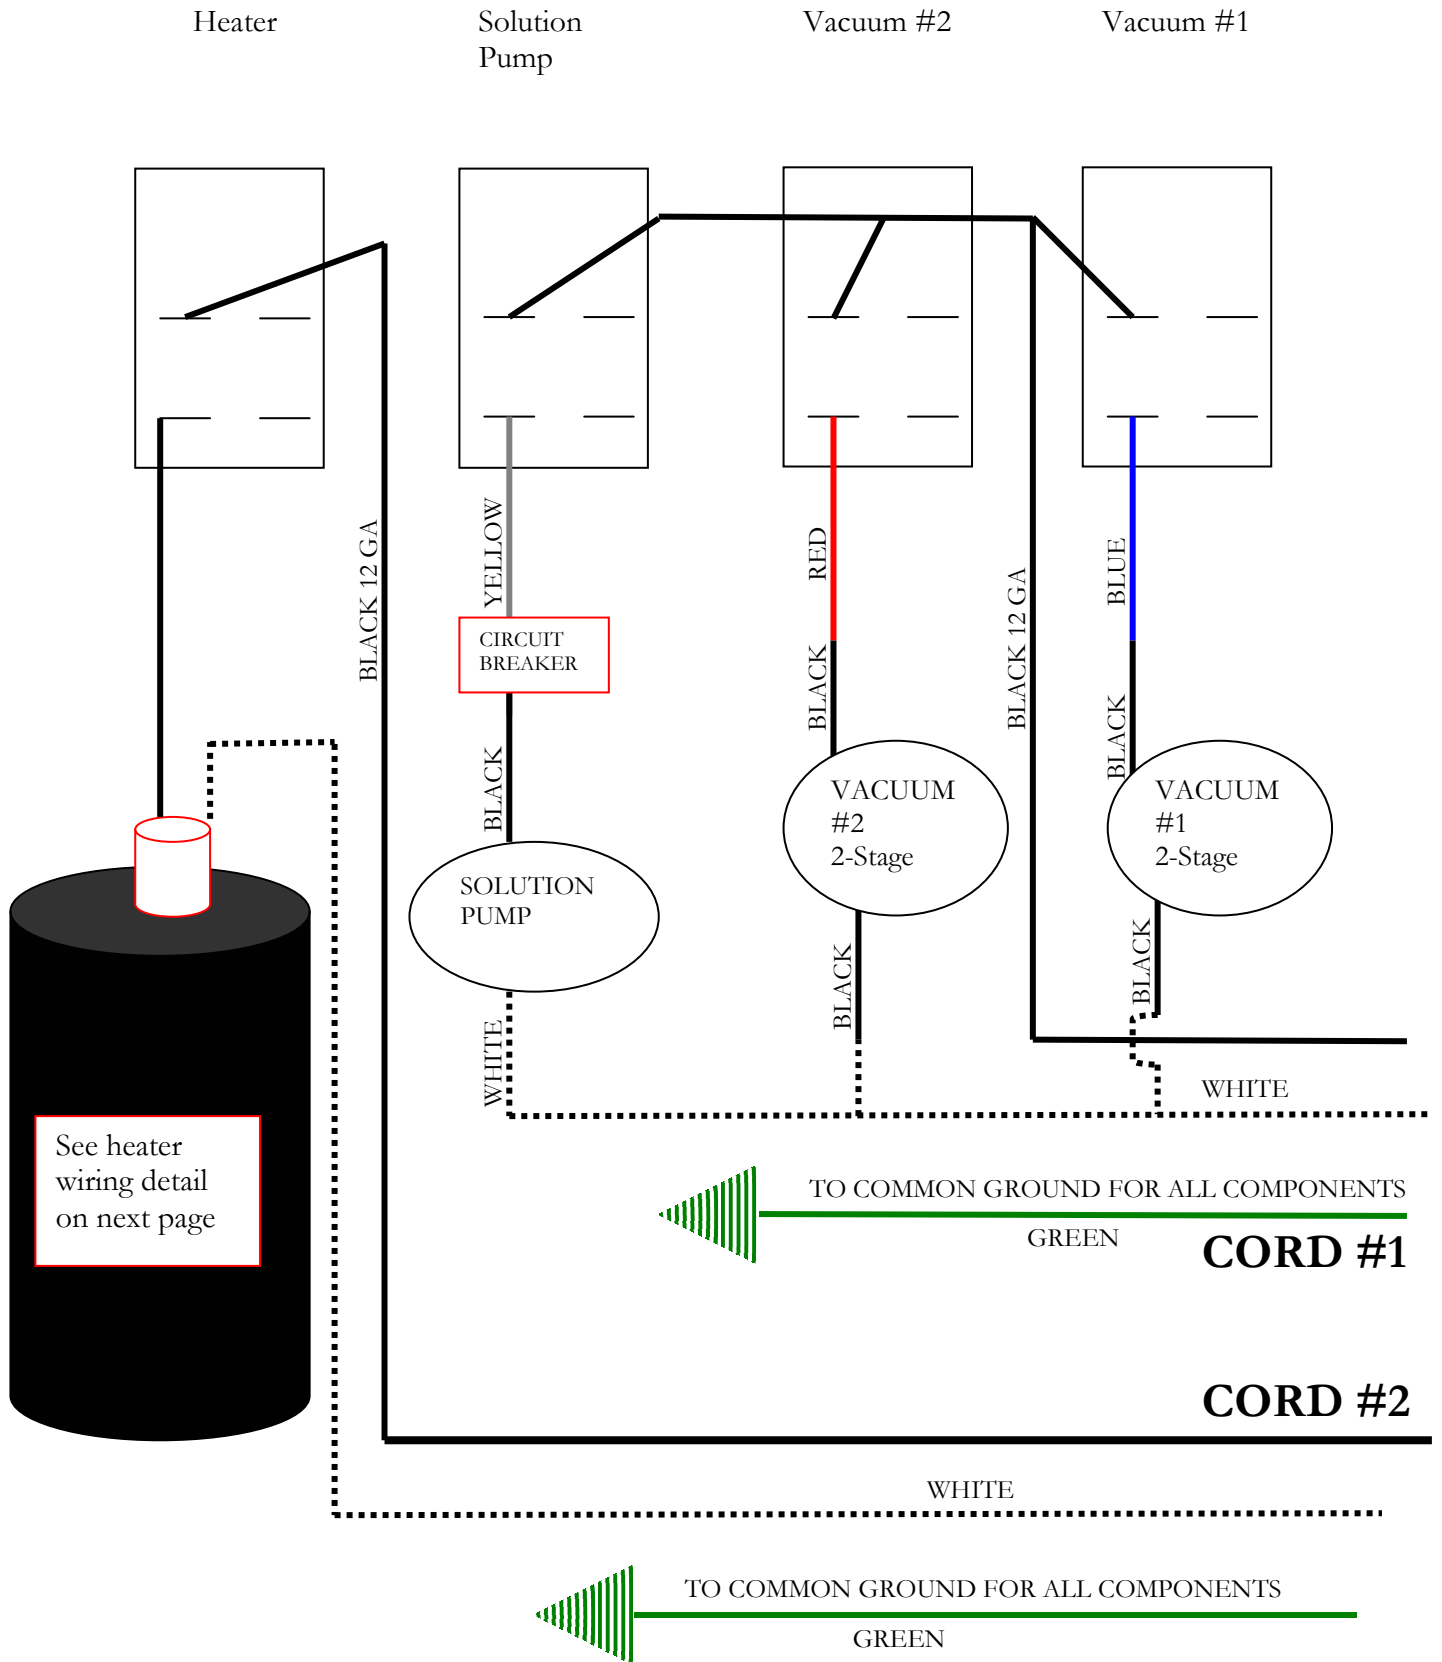 Heater
Solution
Pump
Vacuum #2
Vacuum #1
BLACK 12 GA
YELLOW
RED
BLACK 12 GA
BLUE
CIRCUIT
BREAKER
BLACK
BLACK
BLACK
VACUUM
#2
2-Stage
VACUUM
#1
2-Stage
SOLUTION
PUMP
BLACK
BLACK
WHITE
WHITE
See heater
wiring detail
on next page
TO COMMON GROUND FOR ALL COMPONENTS
GREEN
CORD #1
CORD #2
WHITE
TO COMMON GROUND FOR ALL COMPONENTS
GREEN